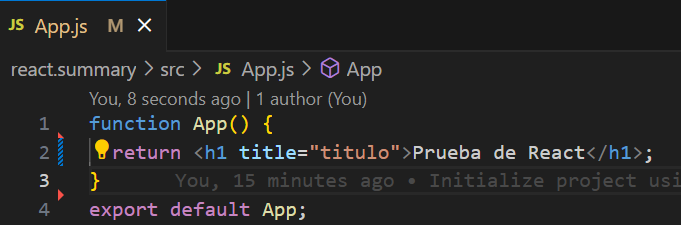 JS App.js M ×
react.summary > src > JS App.js > App
You, 8 seconds ago | 1 author (You)
1 function App() {
2 return <h1 title="titulo">Prueba de React</h1>;
3 } You, 15 minutes ago • Initialize project usi
4 export default App;